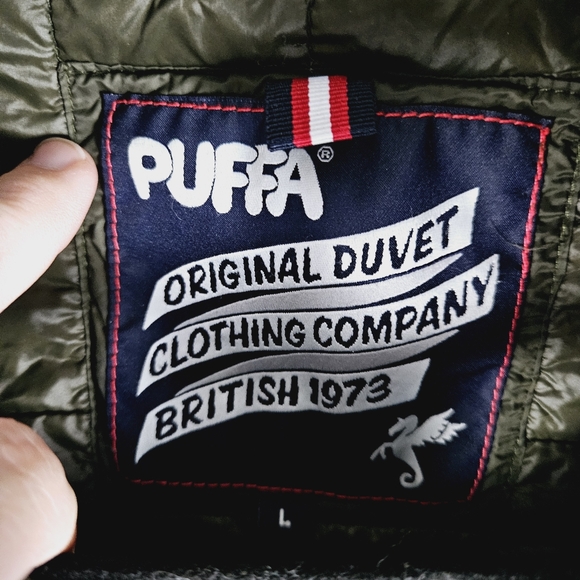 PUFFA®
ORIGINAL DUVET
CLOTHING COMPANY
BRITISH 1973
L